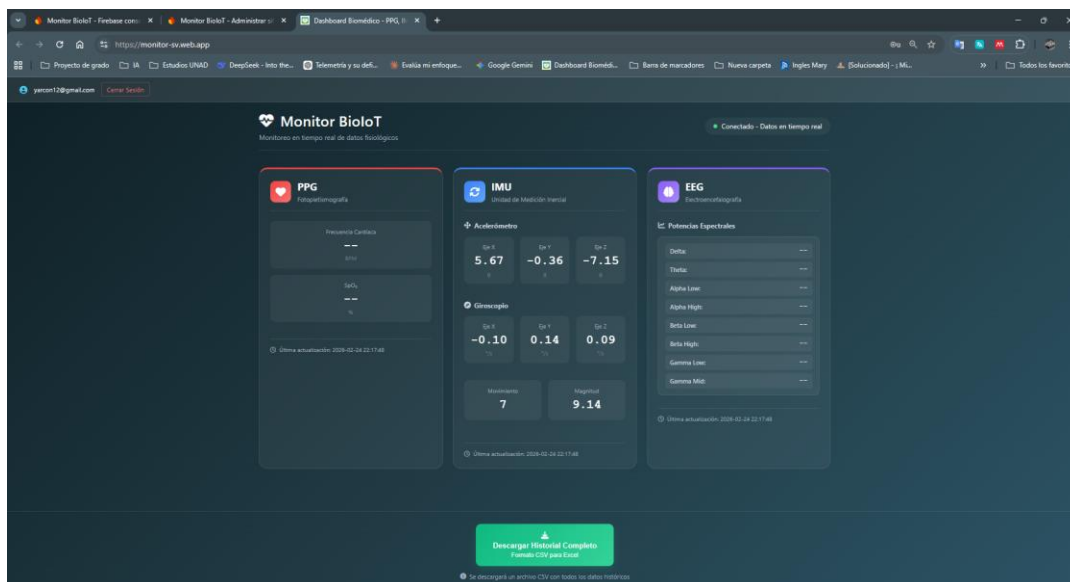 Monitor BioIoT - Firebase cons
Monitor BioIoT - Administrar si
Dashboard Biomédico - PPG, I
https://monitor-sv.web.app
Proyecto de grado
IA
Estudios UNAD
DeepSeek - Into the...
Telemetría y su defi...
Evalúa mi enfoque...
Google Gemini
Dashboard Biomédi...
Barra de marcadores
Nueva carpeta
Ingles Mary
[Solucionado] - ¿Mi...
Todos los favorit
yarcon12@gmail.com
Cerrar Sesión
Monitor BioIoT
Monitoreo en tiempo real de datos fisiológicos
Conectado - Datos en tiempo real
PPG
Fotopletismografía
Frecuencia Cardíaca
--
BPM
SpO₂
--
%
Última actualización: 2026-02-24 22:17:48
IMU
Unidad de Medición Inercial
Acelerómetro
Eje X Eje Y Eje Z
5.67 -0.36 -7.15
Giroscopio
Eje X Eje Y Eje Z
-0.10 0.14 0.09
Movimiento Magnitud
7 9.14
Última actualización: 2026-02-24 22:17:48
EEG
Electroencefalografía
Potencias Espectrales
Delta: --
Theta: --
Alpha Low: --
Alpha High: --
Beta Low: --
Beta High: --
Gamma Low: --
Gamma Mid: --
Última actualización: 2026-02-24 22:17:48
Descargar Historial Completo
Formato CSV para Excel
Se descargará un archivo CSV con todos los datos históricos